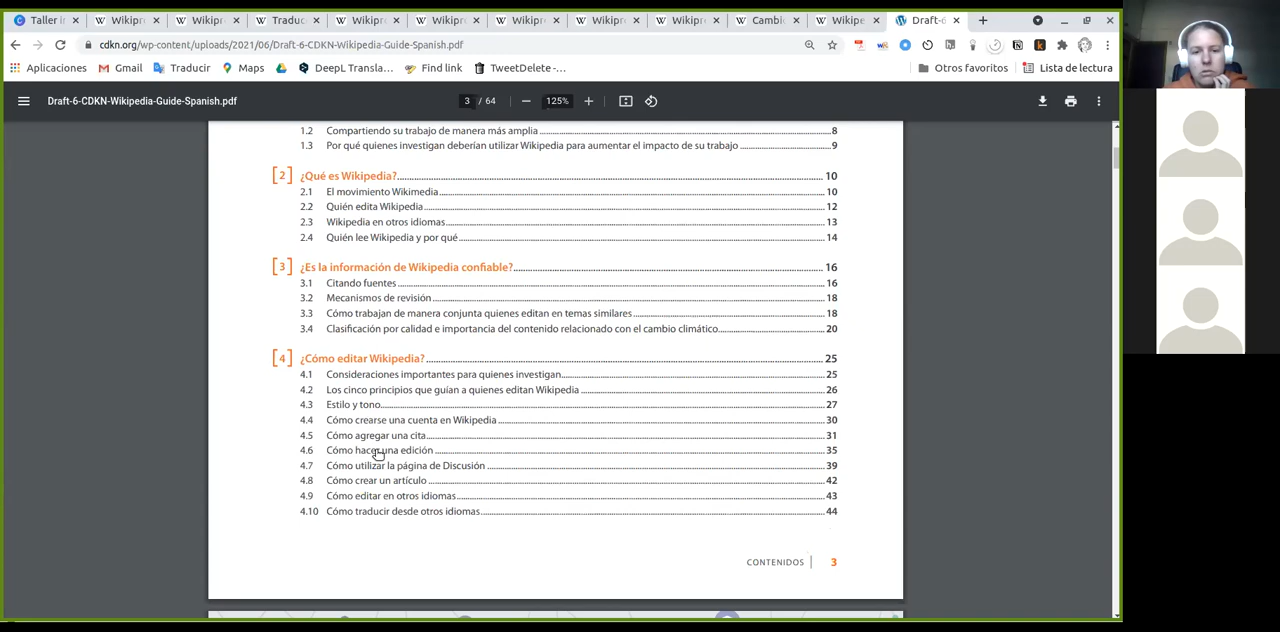 Taller i
Wikipr
Wikipr
Traduc
Wikipr
Wikipr
Wikipr
Wikipr
Wikipr
Cambic
Wikipe
Draft-6
cdkn.org/wp-content/uploads/2021/06/Draft-6-CDKN-Wikipedia-Guide-Spanish.pdf
Aplicaciones
Gmail
Traducir
Maps
DeepL Transla...
Find link
TweetDelete -...
Otros favoritos
Lista de lectura
Draft-6-CDKN-Wikipedia-Guide-Spanish.pdf
3 / 64
125%
1.2 Compartiendo su trabajo de manera más amplia 8
1.3 Por qué quienes investigan deberían utilizar Wikipedia para aumentar el impacto de su trabajo 9
[2] ¿Qué es Wikipedia? 10
2.1 El movimiento Wikimedia 10
2.2 Quién edita Wikipedia 12
2.3 Wikipedia en otros idiomas 13
2.4 Quién lee Wikipedia y por qué 14
[3] ¿Es la información de Wikipedia confiable? 16
3.1 Citando fuentes 16
3.2 Mecanismos de revisión 18
3.3 Cómo trabajan de manera conjunta quienes editan en temas similares 18
3.4 Clasificación por calidad e importancia del contenido relacionado con el cambio climático 20
[4] ¿Cómo editar Wikipedia? 25
4.1 Consideraciones importantes para quienes investigan 25
4.2 Los cinco principios que guían a quienes editan Wikipedia 26
4.3 Estilo y tono 27
4.4 Cómo crearse una cuenta en Wikipedia 30
4.5 Cómo agregar una cita 31
4.6 Cómo hacer una edición 35
4.7 Cómo utilizar la página de Discusión 39
4.8 Cómo crear un artículo 42
4.9 Cómo editar en otros idiomas 43
4.10 Cómo traducir desde otros idiomas 44
CONTENIDOS | 3